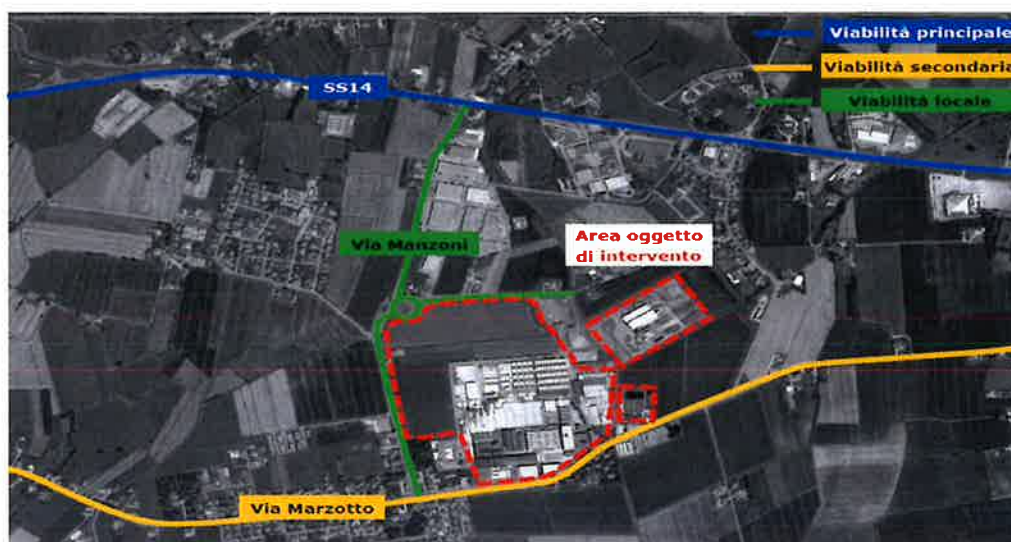 Viabilità principale
SS14
Viabilità secondaria
Viabilità locale
Via Manzoni
Area oggetto
di intervento
Via Marzotto